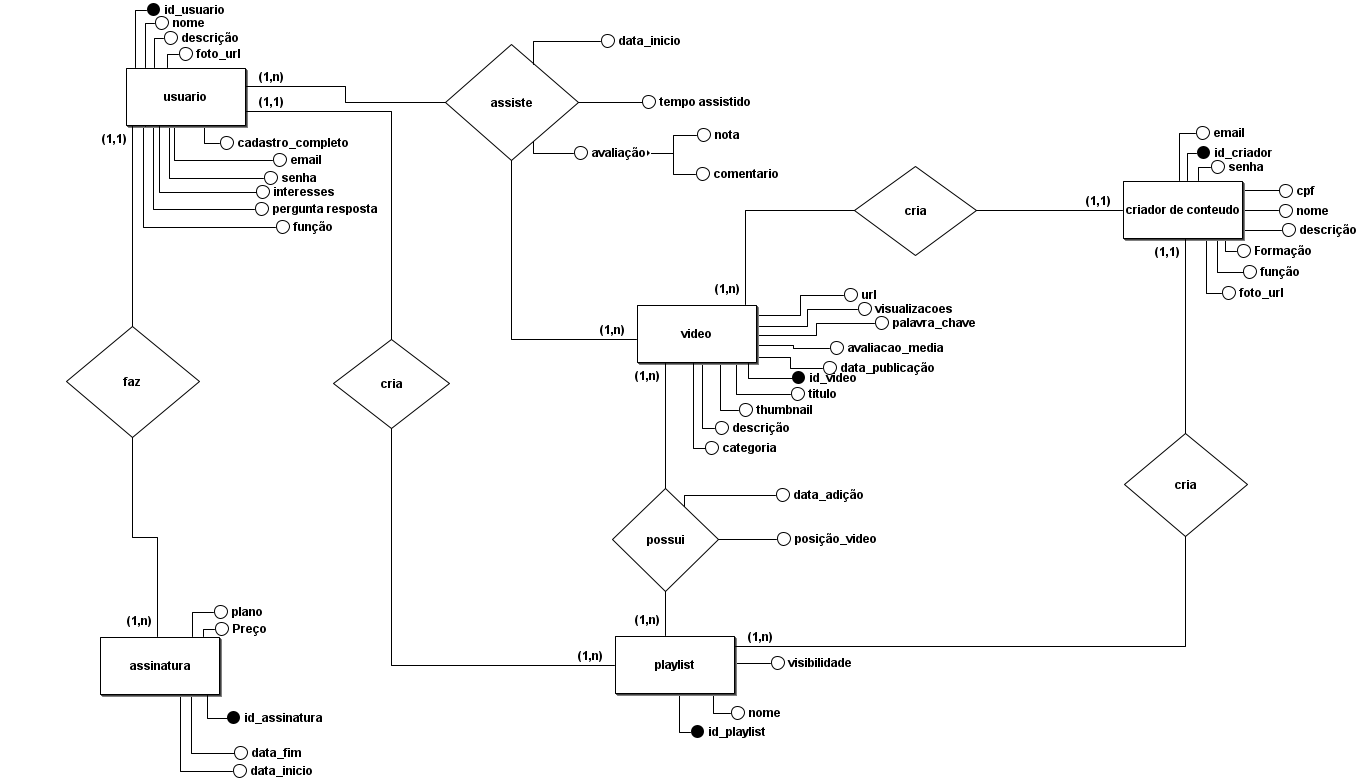 id_usuario
nome
descrição
foto_url
usuario
(1,n)
(1,1)
(1,1)
cadastro_completo
email
senha
interesses
pergunta resposta
função
assiste
data_inicio
tempo assistido
avaliação
nota
comentario
cria
(1,1)
(1,n)
email
id_criador
senha
criador de conteudo
cpf
nome
descrição
(1,1)
Formação
função
foto_url
(1,n)
video
url
visualizacoes
palavra_chave
avaliacao_media
data_publicação
id_video
titulo
thumbnail
descrição
categoria
(1,n)
faz
cria
cria
possui
data_adição
posição_video
(1,n)
plano
Preço
assinatura
id_assinatura
data_fim
data_inicio
(1,n)
(1,n)
(1,n)
playlist
visibilidade
nome
id_playlist